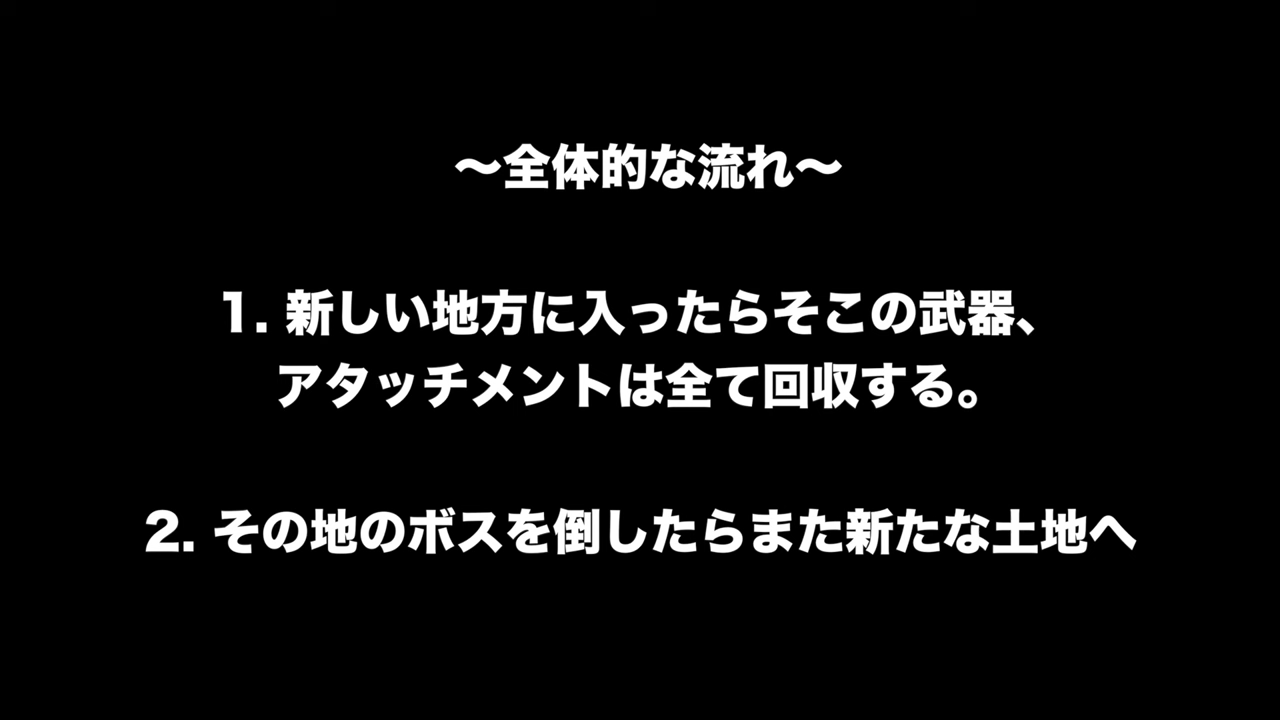 〜全体的な流れ〜
1. 新しい地方に入ったらそこの武器、
アタッチメントは全て回収する。
2. その地のボスを倒したらまた新たな土地へ